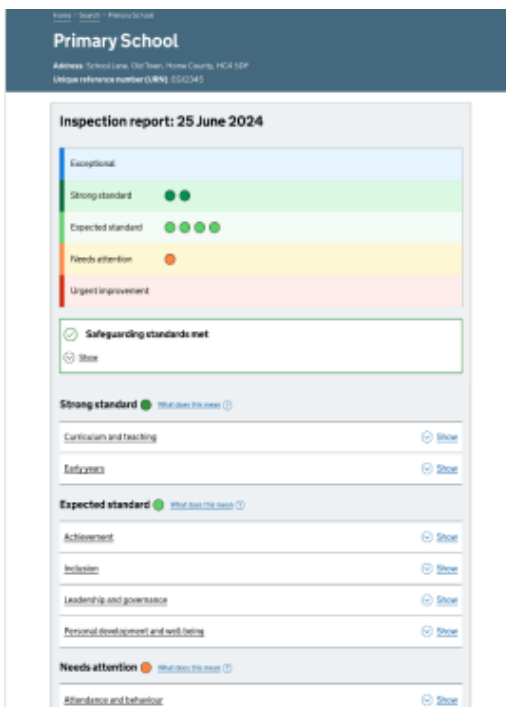 Home › Search › Primary School
Primary School
Address: School Lane, Old Town, Home County, HC4 5DF
Unique reference number (URN):
Inspection report: 25 June 2024
Exceptional
Strong standard
Expected standard
Needs attention
Urgent improvement
Safeguarding standards met
Show
Strong standard What does this mean
Curriculum and teaching Show
Early years Show
Expected standard What does this mean
Achievement Show
Inclusion Show
Leadership and governance Show
Personal development and well-being Show
Needs attention What does this mean
Attendance and behaviour Show